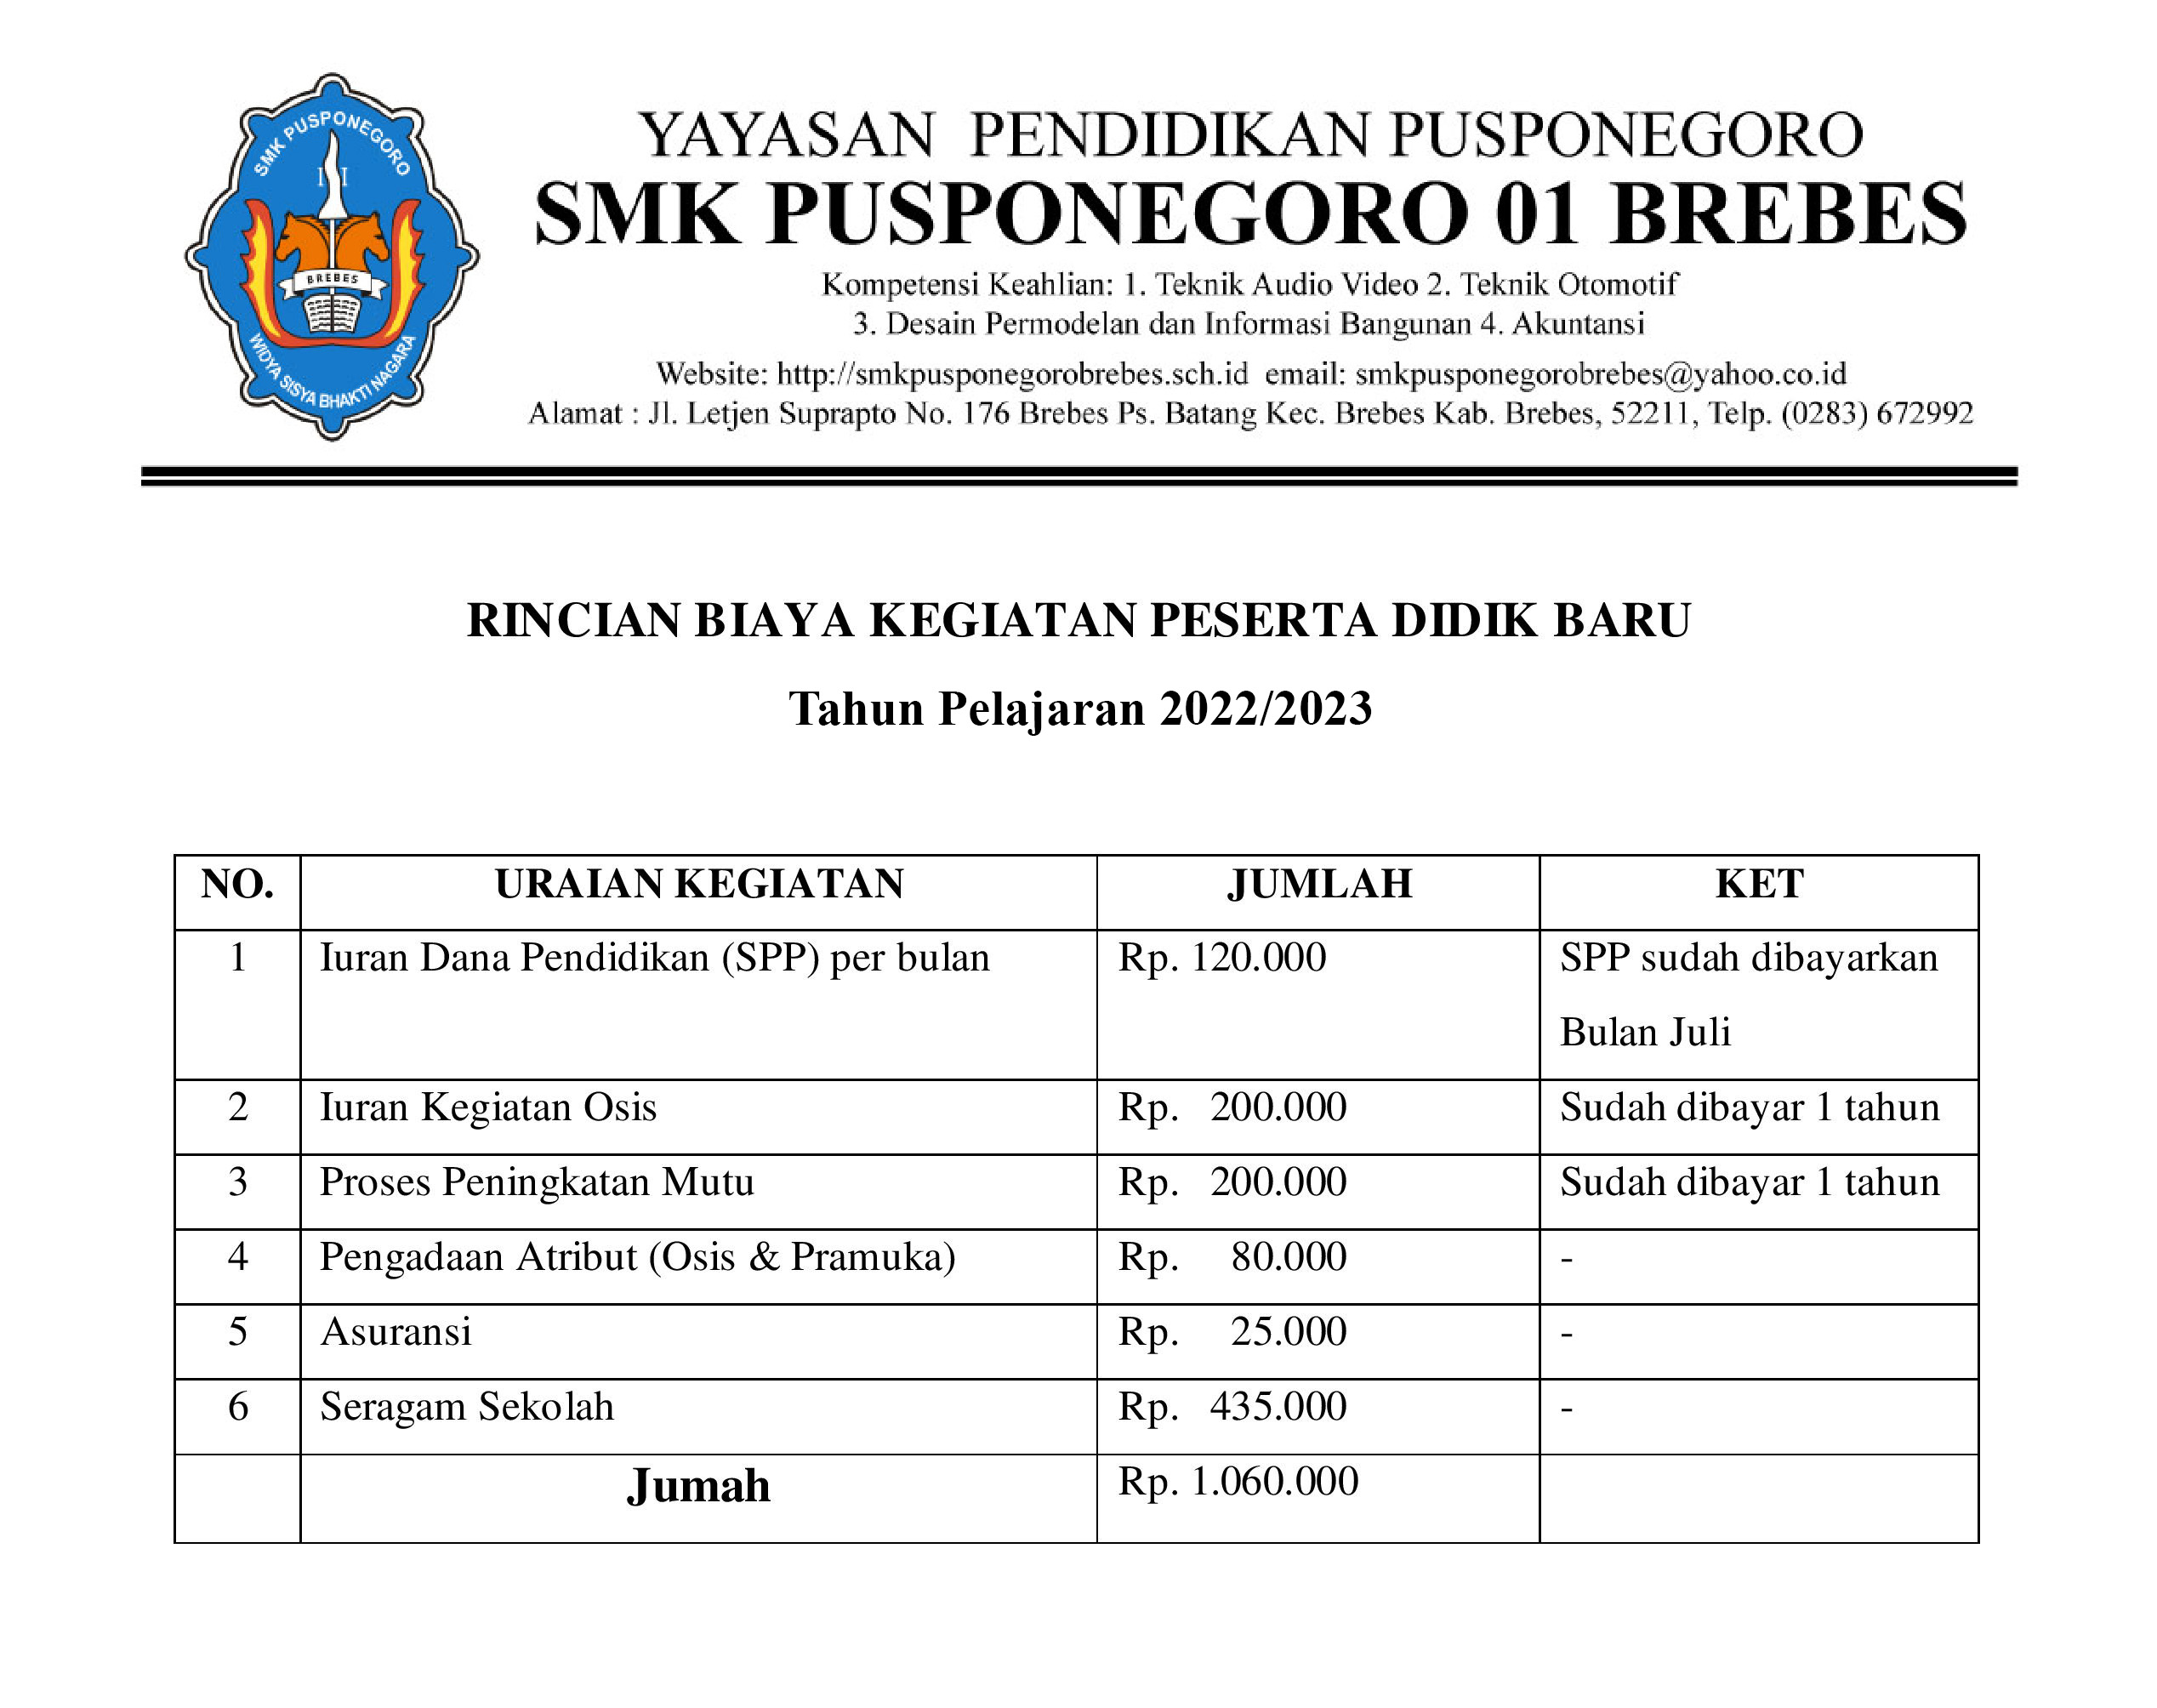 SMK PUSPONEGORO
BREBES
WIDYA SISYA BHAKTI NAGARA
YAYASAN PENDIDIKAN PUSPONEGORO
SMK PUSPONEGORO 01 BREBES
Kompetensi Keahlian: 1. Teknik Audio Video 2. Teknik Otomotif
3. Desain Permodelan dan Informasi Bangunan 4. Akuntansi
Website: http://smkpusponegorobrebes.sch.id email: smkpusponegorobrebes@yahoo.co.id
Alamat : Jl. Letjen Suprapto No. 176 Brebes Ps. Batang Kec. Brebes Kab. Brebes, 52211, Telp. (0283) 672992
RINCIAN BIAYA KEGIATAN PESERTA DIDIK BARU
Tahun Pelajaran 2022/2023
NO. URAIAN KEGIATAN JUMLAH KET
1 Iuran Dana Pendidikan (SPP) per bulan Rp. 120.000 SPP sudah dibayarkan
Bulan Juli
2 Iuran Kegiatan Osis Rp. 200.000 Sudah dibayar 1 tahun
3 Proses Peningkatan Mutu Rp. 200.000 Sudah dibayar 1 tahun
4 Pengadaan Atribut (Osis & Pramuka) Rp. 80.000 -
5 Asuransi Rp. 25.000 -
6 Seragam Sekolah Rp. 435.000 -
Jumah Rp. 1.060.000